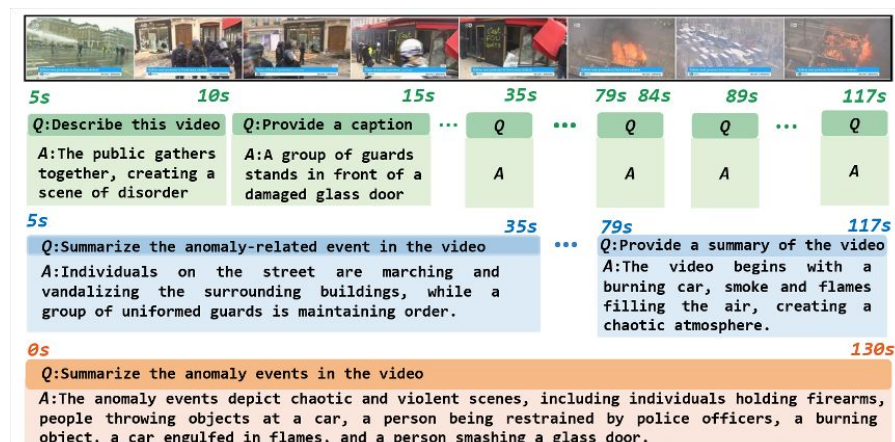 5s 10s 15s 35s 79s 84s 89s 117s
Q:Describe this video Q:Provide a caption ... Q ... Q Q ... Q
A:The public gathers together, creating a scene of disorder
A:A group of guards stands in front of a damaged glass door
A A A A
5s 35s 79s 117s
Q:Summarize the anomaly-related event in the video ... Q:Provide a summary of the video
A:Individuals on the street are marching and
vandalizing the surrounding buildings, while a
group of uniformed guards is maintaining order.
A:The video begins with a
burning car, smoke and flames
filling the air, creating a
chaotic atmosphere.
0s 130s
Q:Summarize the anomaly events in the video
A:The anomaly events depict chaotic and violent scenes, including individuals holding firearms,
people throwing objects at a car, a person being restrained by police officers, a burning
object, a car engulfed in flames, and a person smashing a glass door.